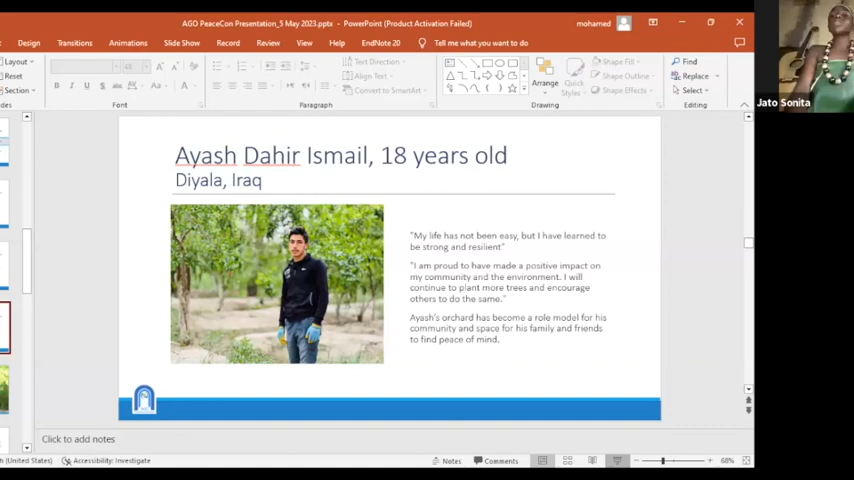 AGO PeaceCon Presentation_5 May 2023.pptx - PowerPoint (Product Activation Failed)
mohamed
Design Transitions Animations Slide Show Record Review View Help EndNote 20 Tell me what you want to do
Layout
Reset
Section
Text Direction
Align Text
Convert to SmartArt
Arrange
Quick
Styles
Shape Fill
Shape Outline
Shape Effects
Find
Replace
Select
Font
Paragraph
Drawing
Editing
Jato Sonita
Ayash Dahir Ismail, 18 years old
Diyala, Iraq
"My life has not been easy, but I have learned to
be strong and resilient"
"I am proud to have made a positive impact on
my community and the environment. I will
continue to plant more trees and encourage
others to do the same."
Ayash's orchard has become a role model for his
community and space for his family and friends
to find peace of mind.
Click to add notes
(United States) Accessibility: Investigate
Notes
Comments
68%